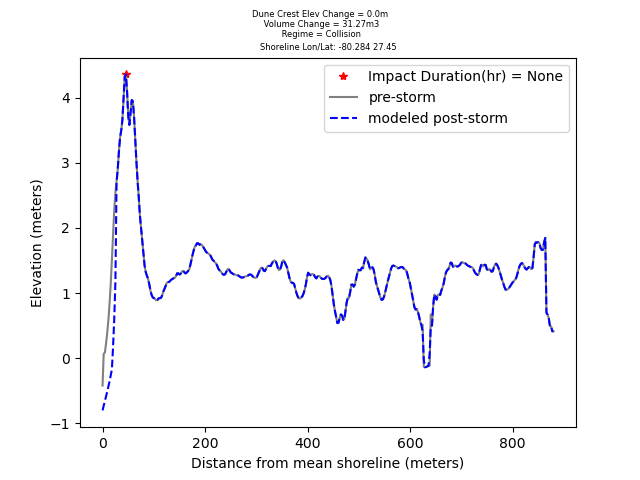 Dune Crest Elev Change = 0.0m
Volume Change = 31.27m3
Regime = Collision
Shoreline Lon/Lat: -80.284 27.45
Impact Duration(hr) = None
pre-storm
modeled post-storm
Elevation (meters)
4
3
2
1
0
−1
0 200 400 600 800
Distance from mean shoreline (meters)